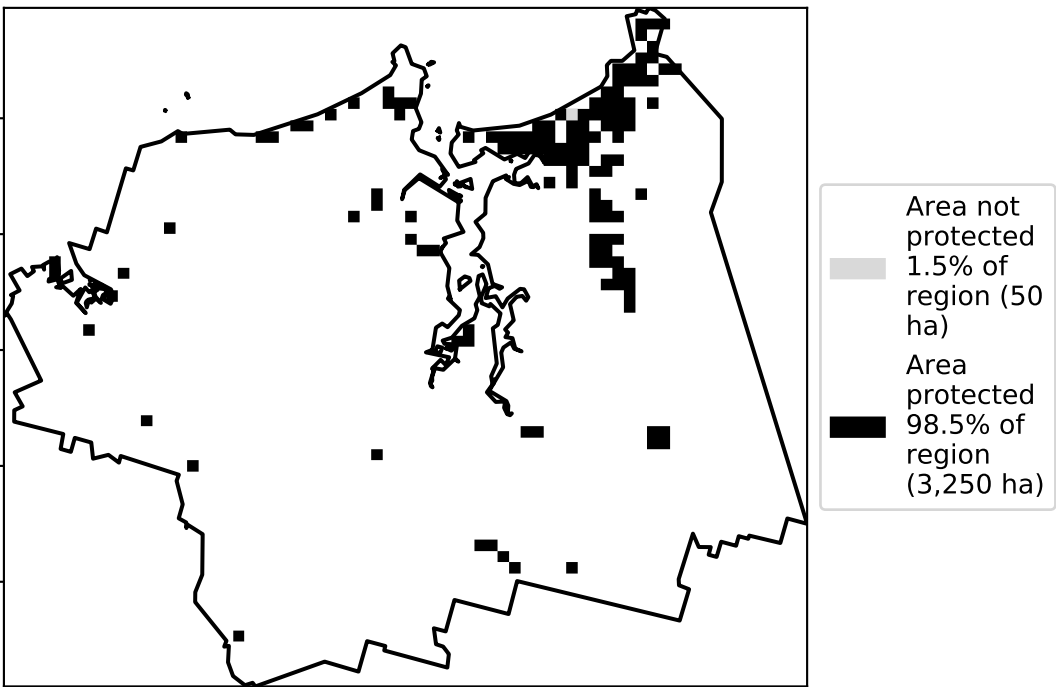 Area not
protected
1.5% of
region (50
ha)
Area
protected
98.5% of
region
(3,250 ha)